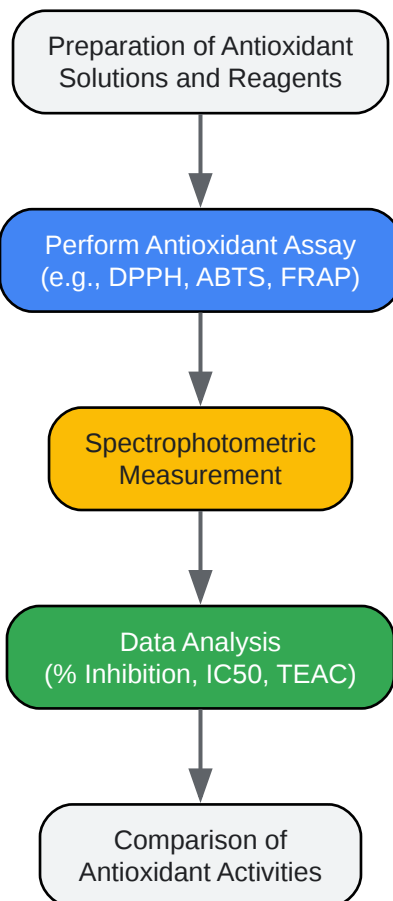 Preparation of Antioxidant
Solutions and Reagents
Perform Antioxidant Assay
(e.g., DPPH, ABTS, FRAP)
Spectrophotometric
Measurement
Data Analysis
(% Inhibition, IC50, TEAC)
Comparison of
Antioxidant Activities